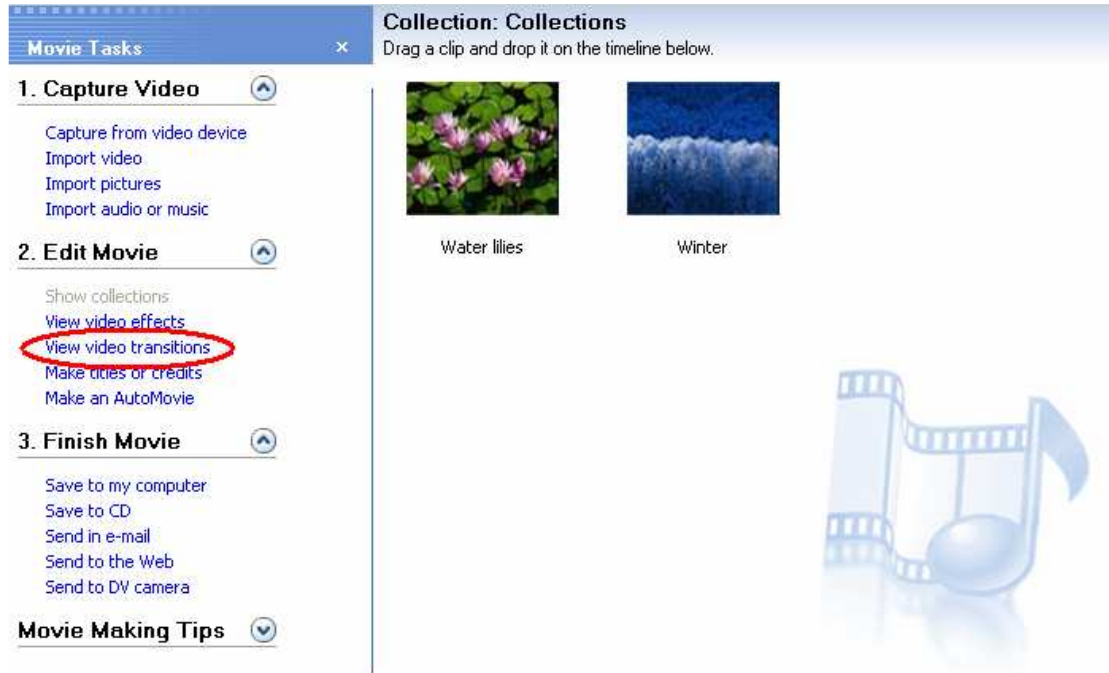 Movie Tasks
1. Capture Video
Capture from video device
Import video
Import pictures
Import audio or music
2. Edit Movie
Show collections
View video effects
View video transitions
Make titles or credits
Make an AutoMovie
3. Finish Movie
Save to my computer
Save to CD
Send in e-mail
Send to the Web
Send to DV camera
Movie Making Tips
Collection: Collections
Drag a clip and drop it on the timeline below.
Water lilies
Winter